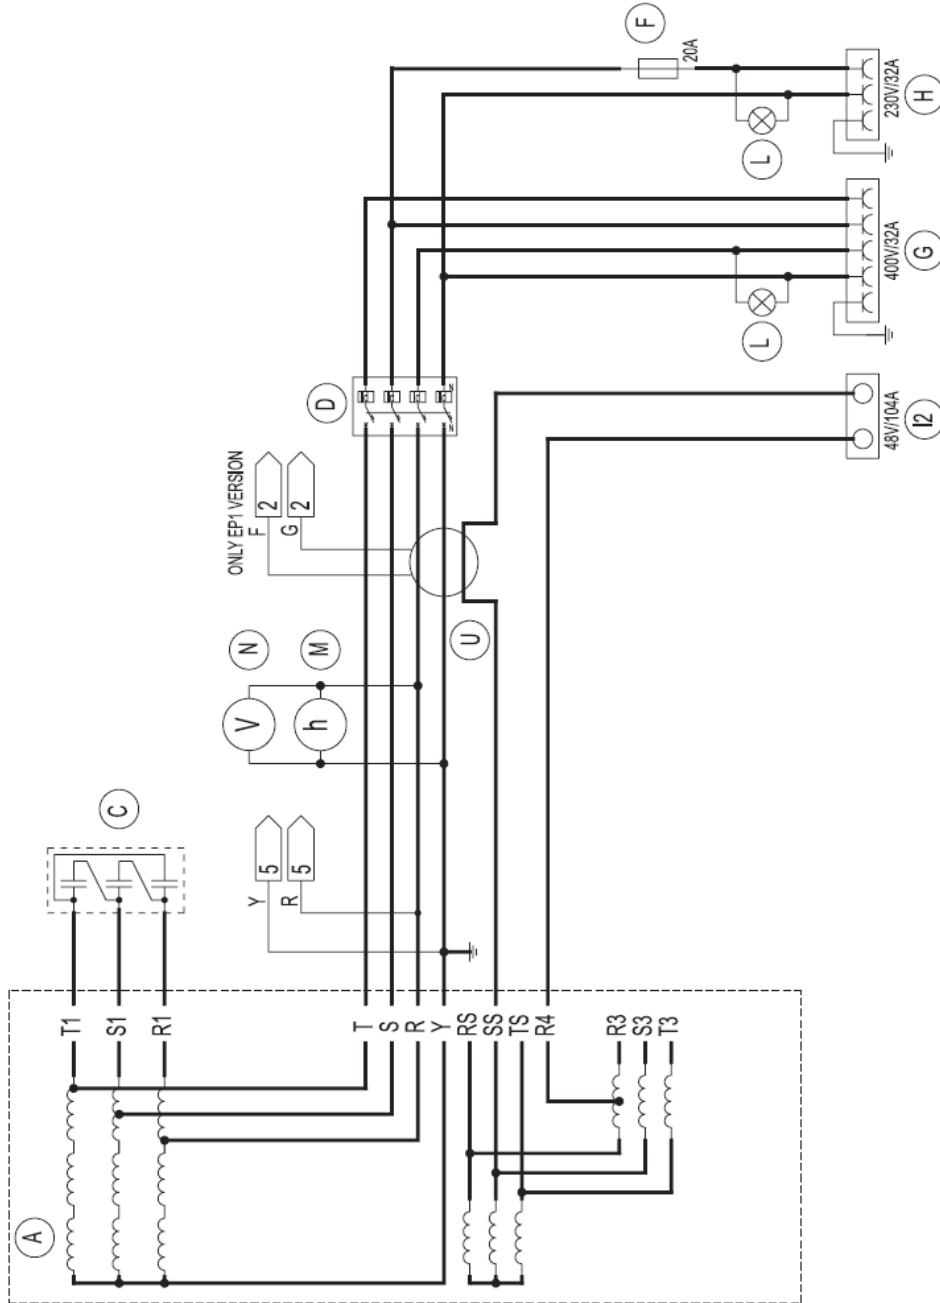 F
20A
230V/32A
H
L
400V/32A
G
L
D
N
N
48V/104A
I2
ONLY EP1 VERSION
F
2
G
2
U
N
V
M
h
C
Y
5
R
5
A
T1
S1
R1
T
S
R
Y
RS
SS
TS
R4
R3
S3
T3